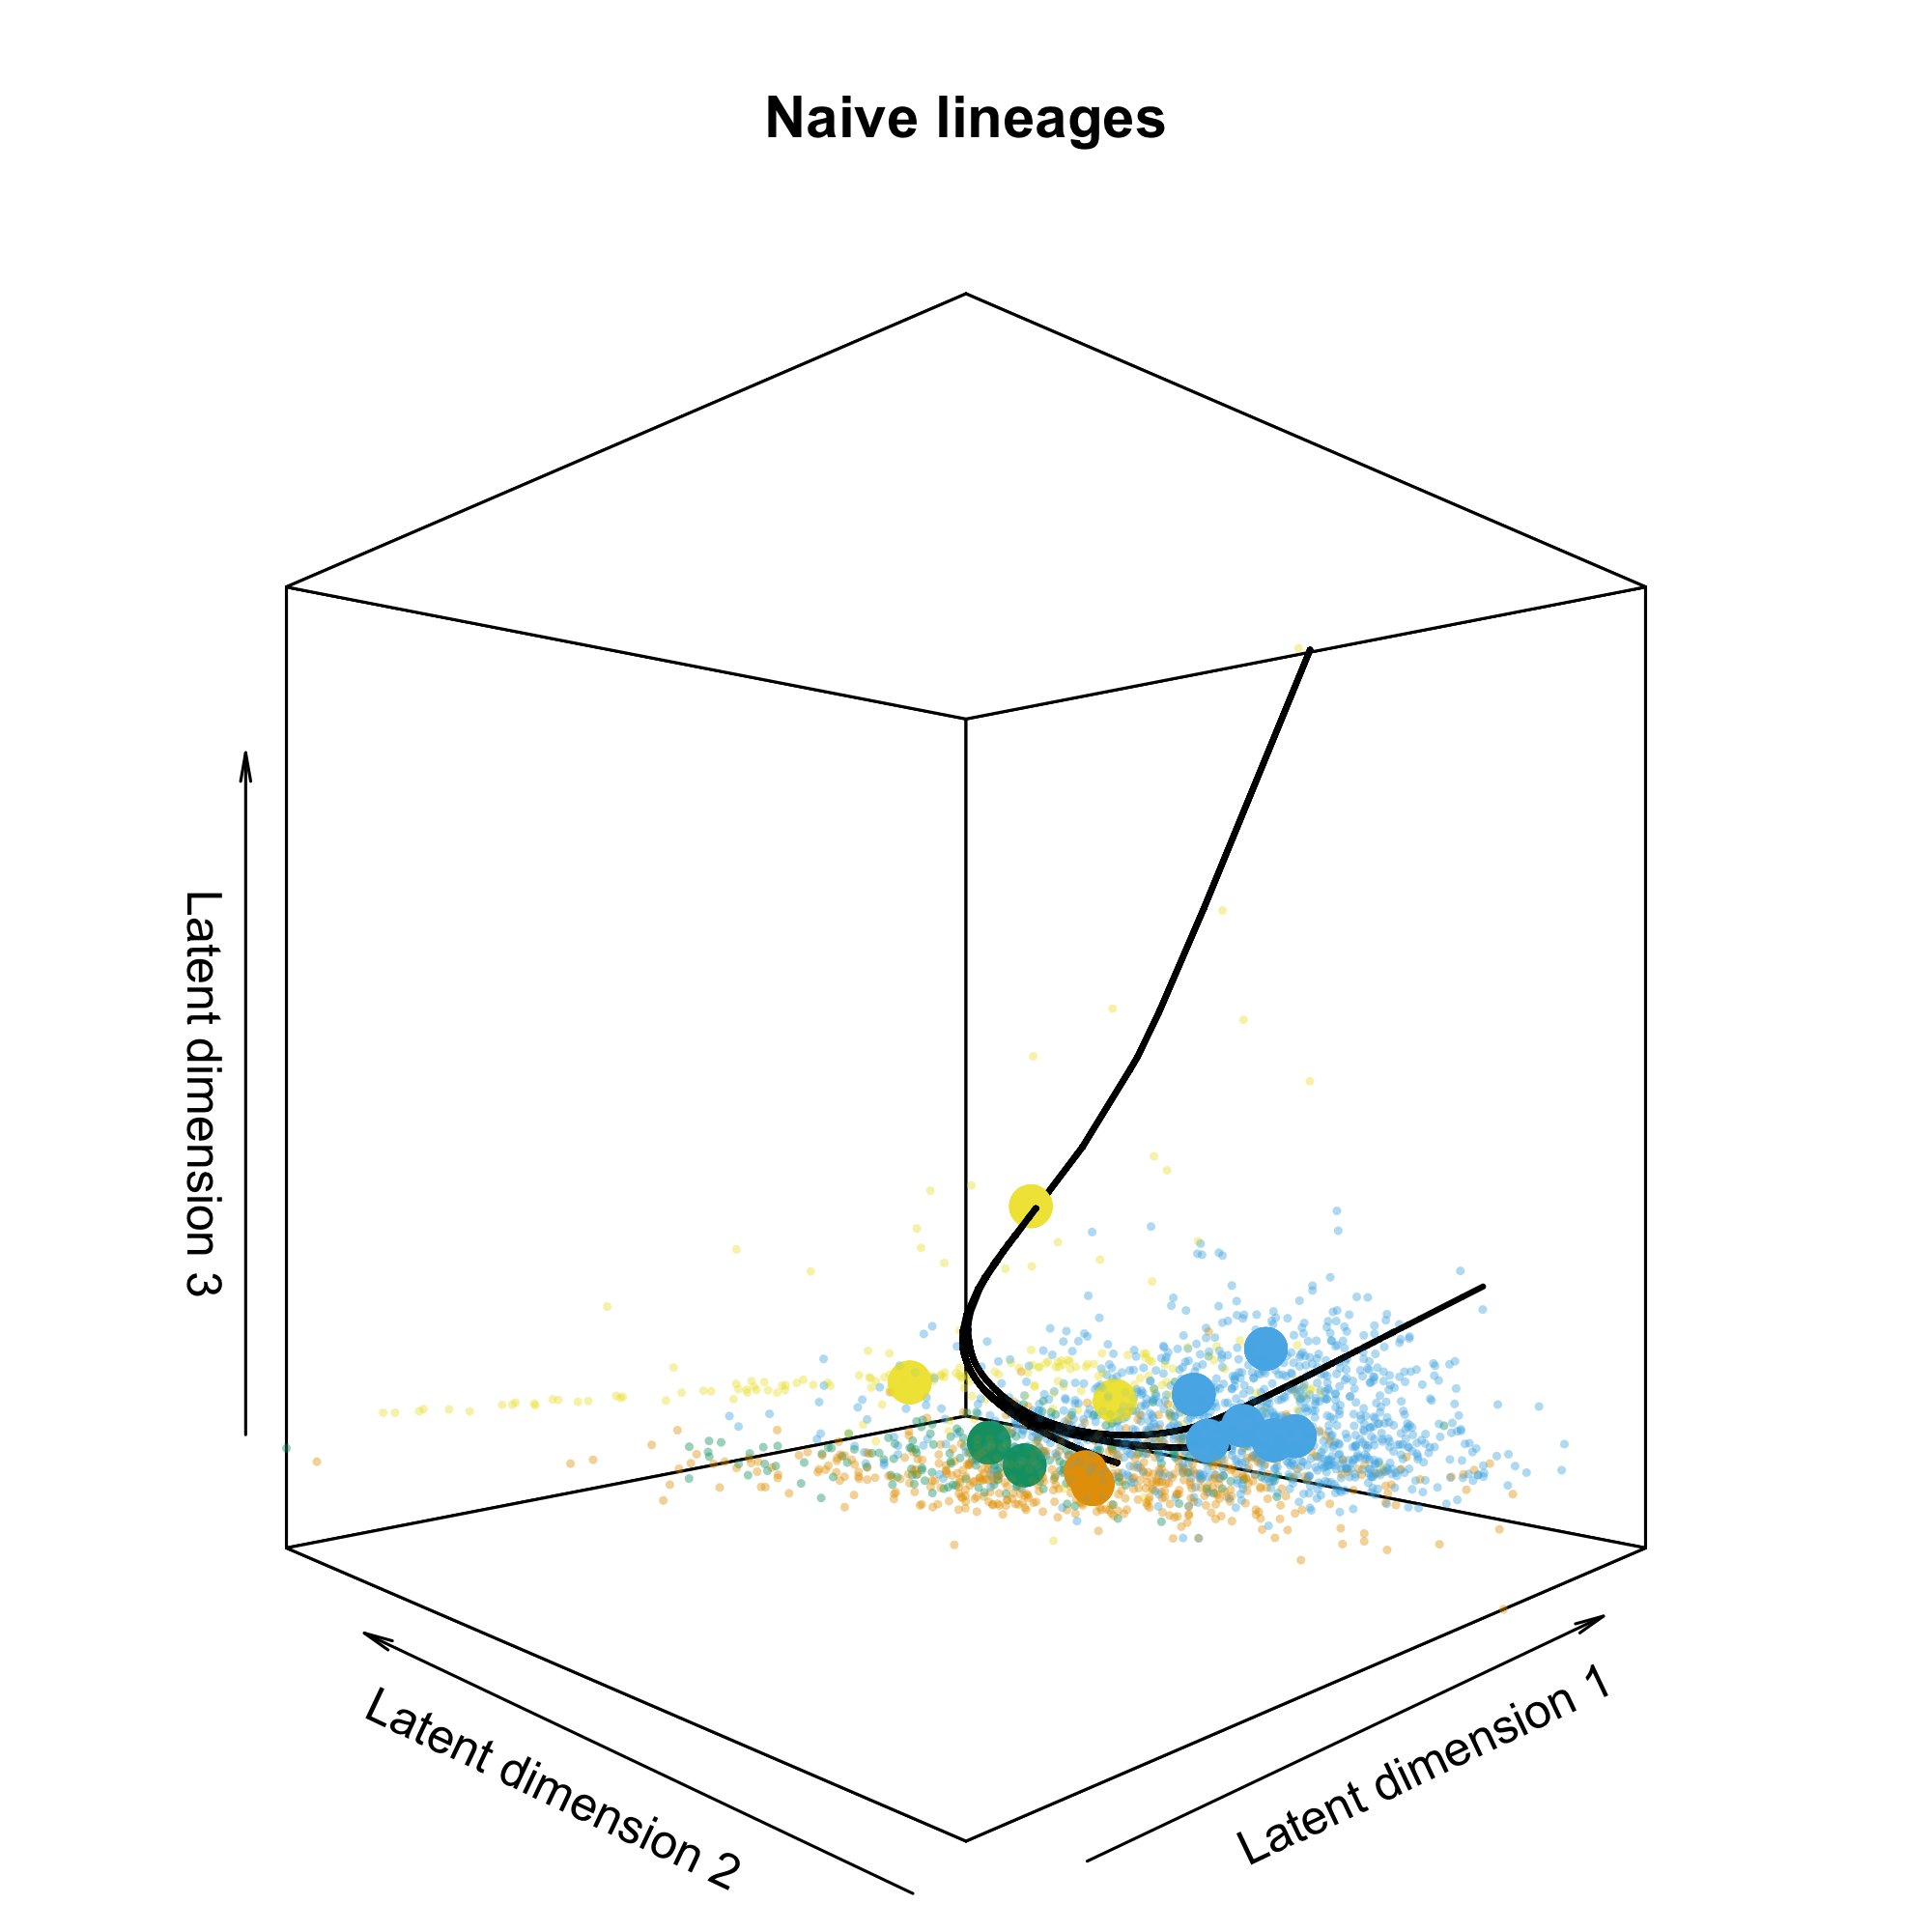 Naive lineages
Latent dimension 3
Latent dimension 2
Latent dimension 1